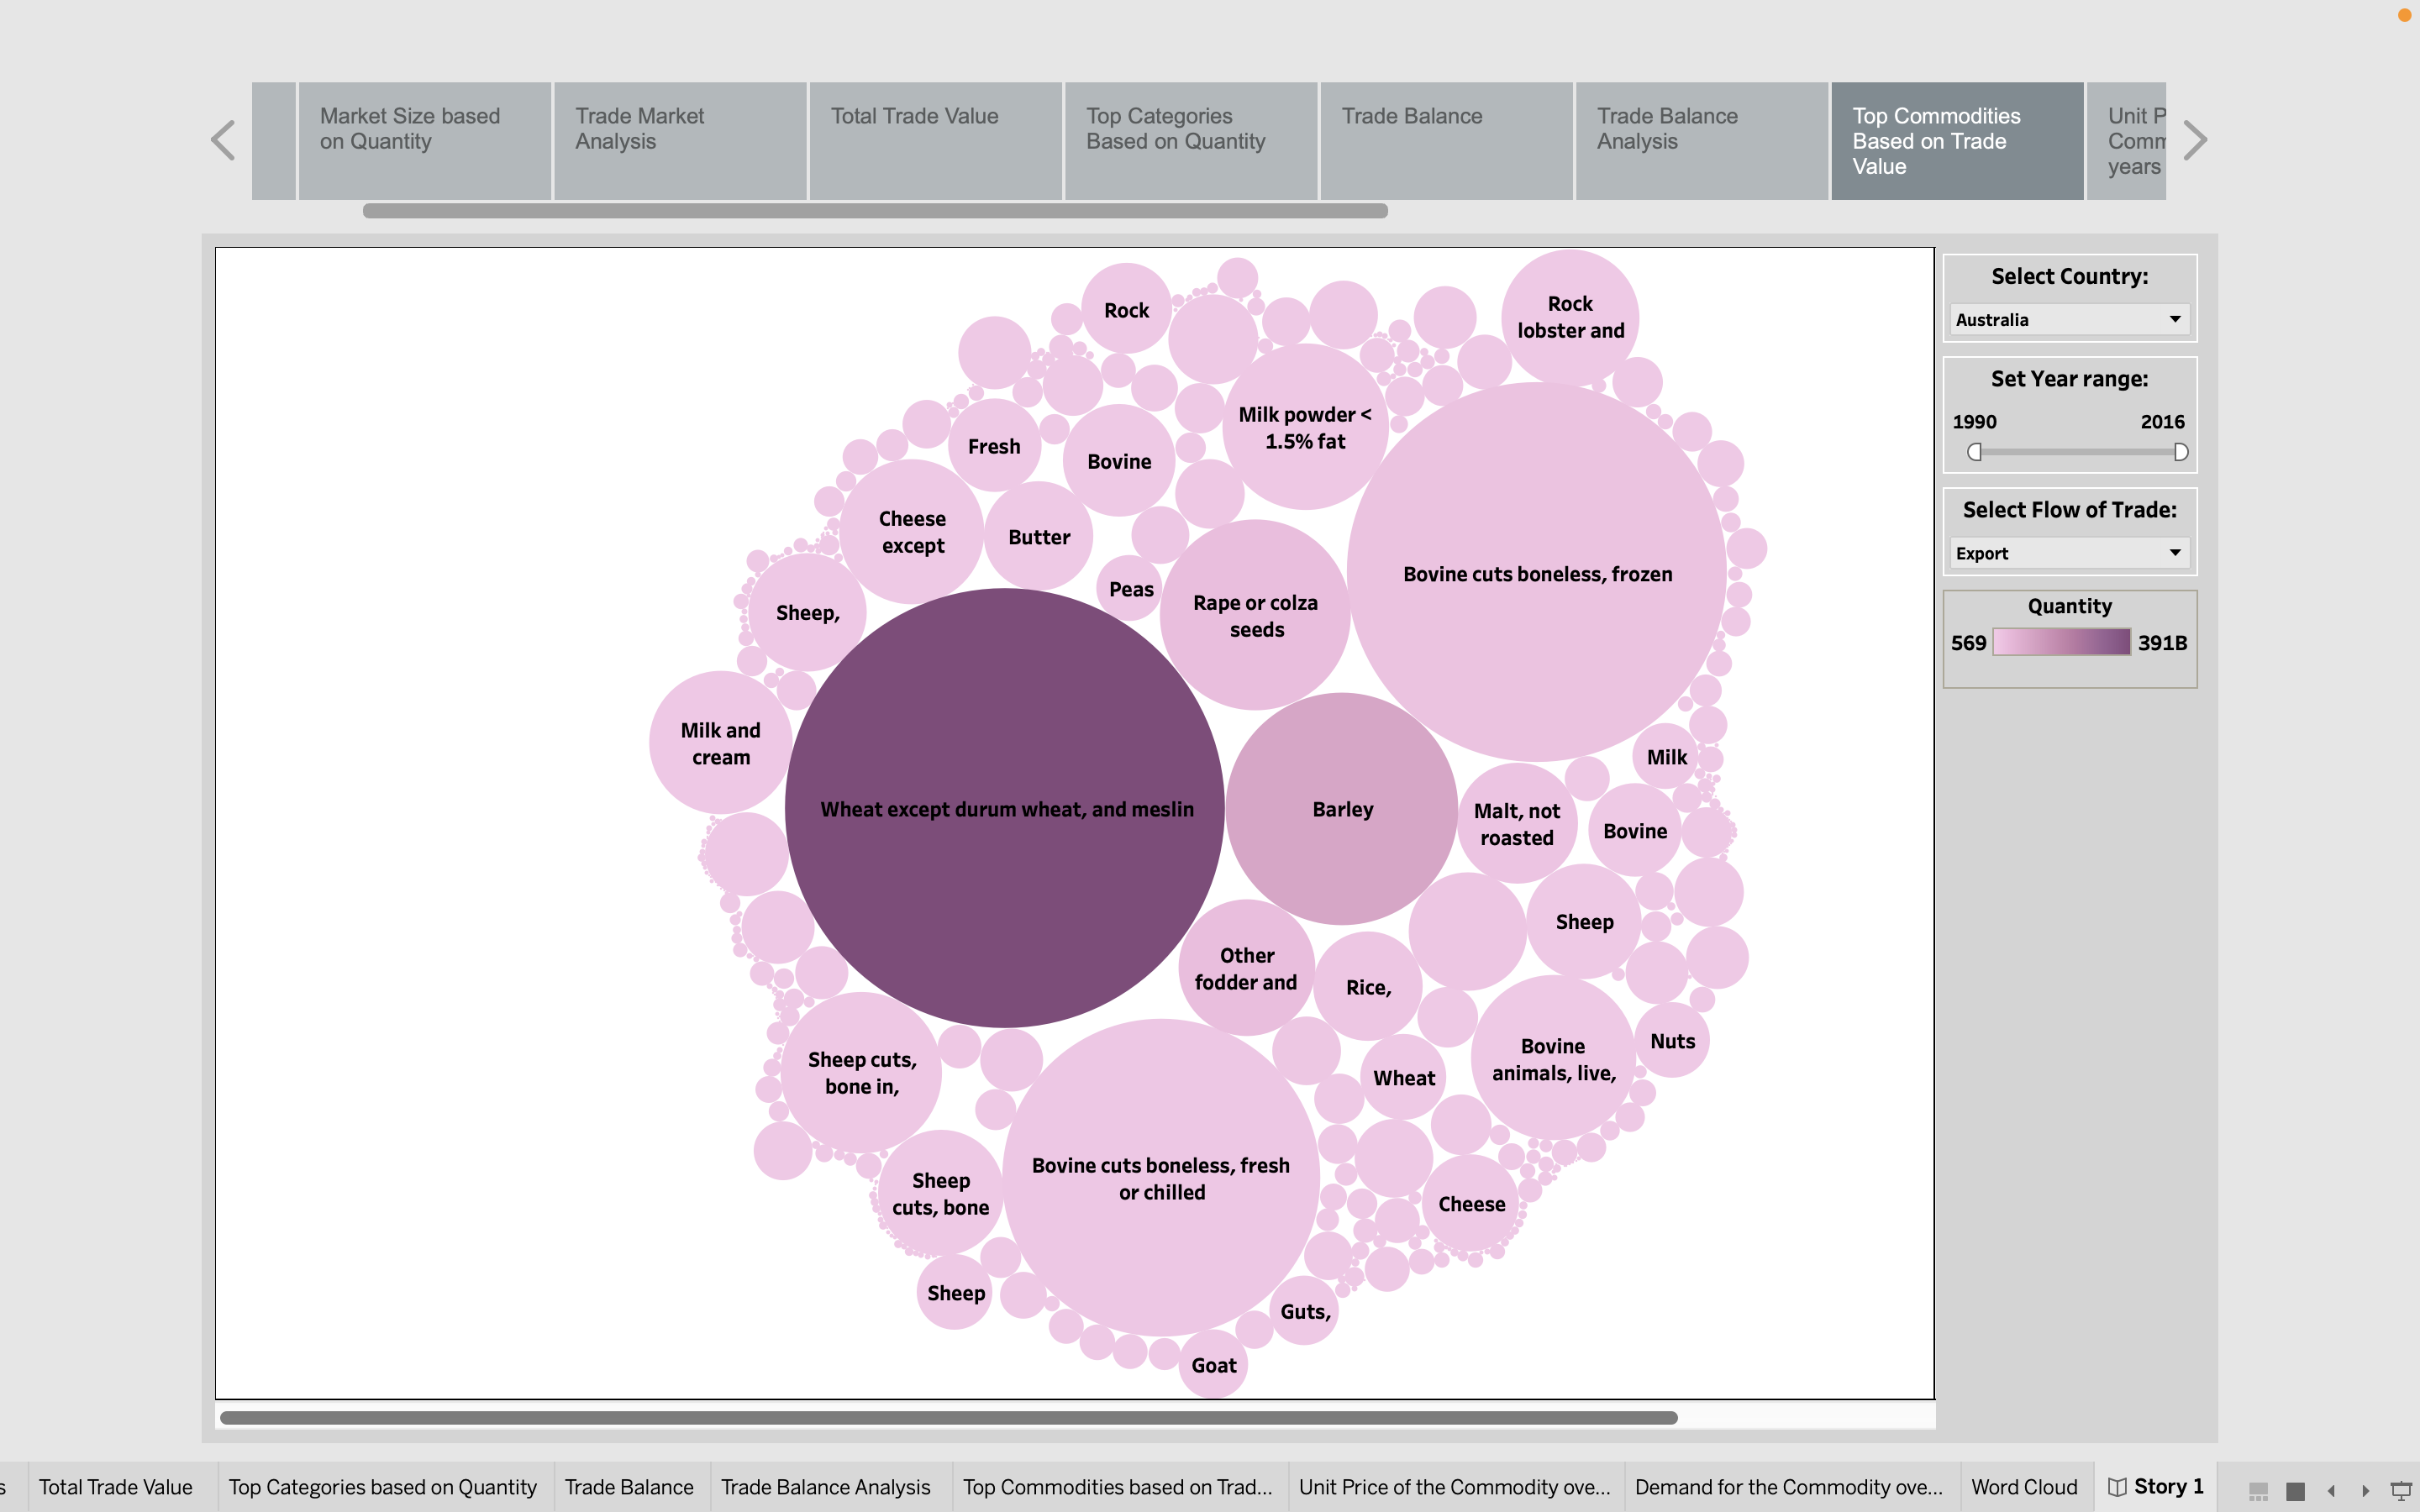 Market Size based
on Quantity
Trade Market
Analysis
Total Trade Value
Top Categories
Based on Quantity
Trade Balance
Trade Balance
Analysis
Top Commodities
Based on Trade
Value
Unit P
Comm
years
Select Country:
Australia
Set Year range:
1990 2016
Select Flow of Trade:
Export
Quantity
569 391B
Rock
Rock
lobster and
Milk powder <
1.5% fat
Fresh
Bovine
Cheese
except
Butter
Bovine cuts boneless, frozen
Peas
Sheep,
Rape or colza
seeds
Milk and
cream
Milk
Wheat except durum wheat, and meslin
Barley
Malt, not
roasted
Bovine
Sheep
Other
fodder and
Rice,
Nuts
Sheep cuts,
bone in,
Bovine
animals, live,
Wheat
Bovine cuts boneless, fresh
or chilled
Sheep
cuts, bone
Cheese
Sheep
Guts,
Goat
s
Total Trade Value
Top Categories based on Quantity
Trade Balance
Trade Balance Analysis
Top Commodities based on Trad...
Unit Price of the Commodity ove...
Demand for the Commodity ove...
Word Cloud
Story 1